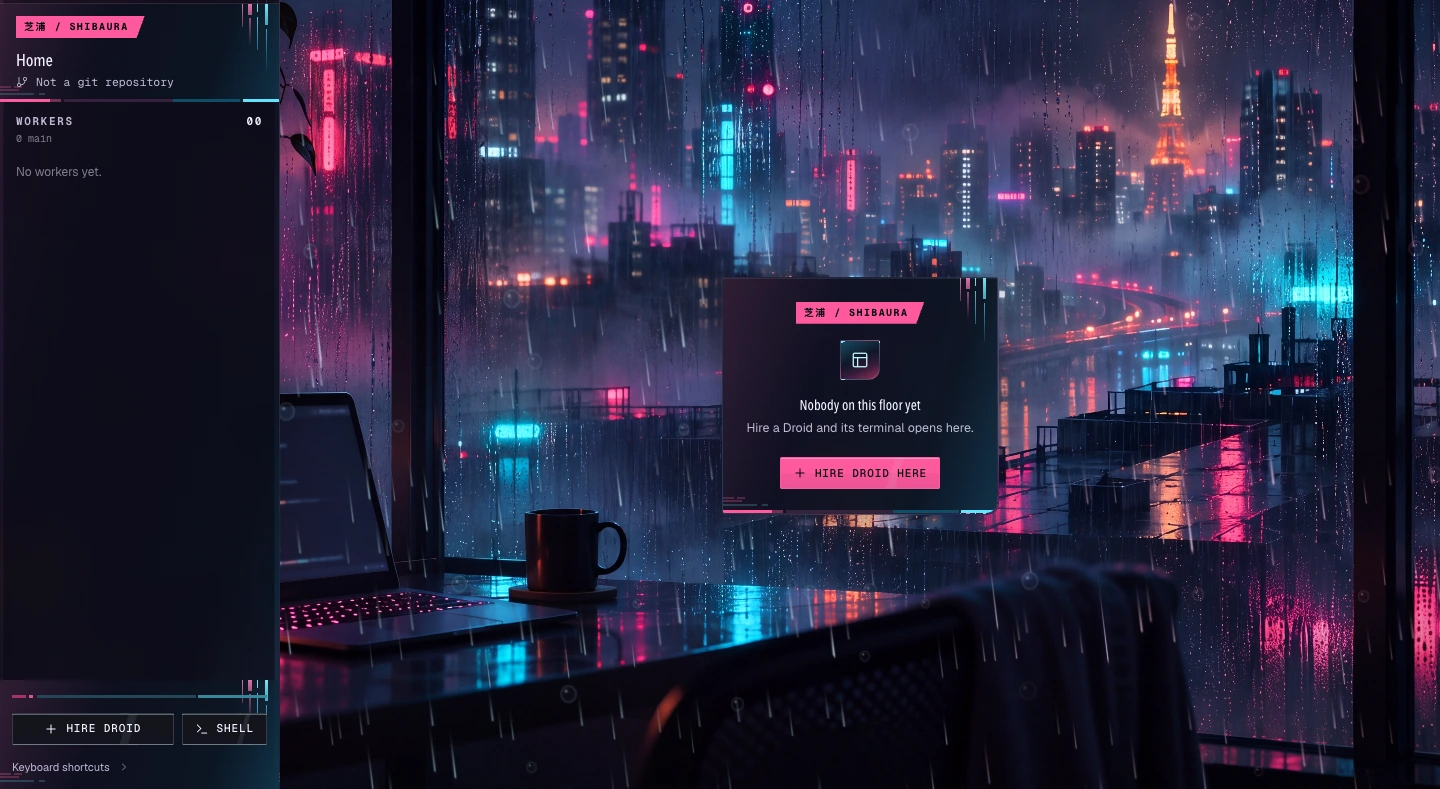 芝浦 / SHIBAURA
Home
Not a git repository
WORKERS 00
0 main
No workers yet.
芝浦 / SHIBAURA
Nobody on this floor yet
Hire a Droid and its terminal opens here.
+ HIRE DROID HERE
+ HIRE DROID
>_ SHELL
Keyboard shortcuts >